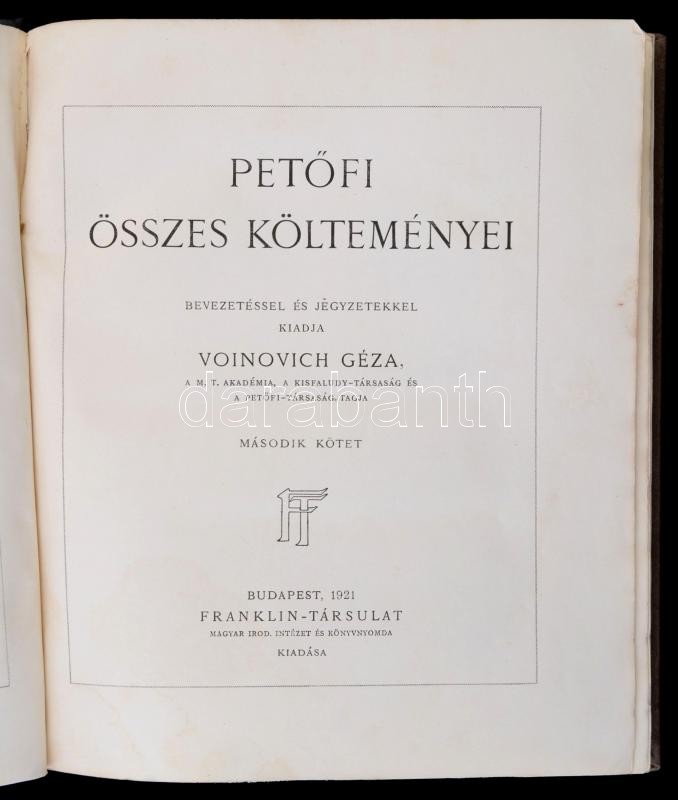 PETŐFI
ÖSSZES KÖLTEMÉNYEI
BEVEZETÉSSEL ÉS JEGYZETEKKEL
KIADJA
VOINOVICH GÉZA,
A M. T. AKADÉMIA, A KISFALUDY-TÁRSASÁG ÉS
A PETŐFI-TÁRSASÁG TAGJA
darabanth
MÁSODIK KÖTET
FT
BUDAPEST, 1921
FRANKLIN-TÁRSULAT
MAGYAR IROD. INTÉZET ÉS KÖNYVNYOMDA
KIADÁSA